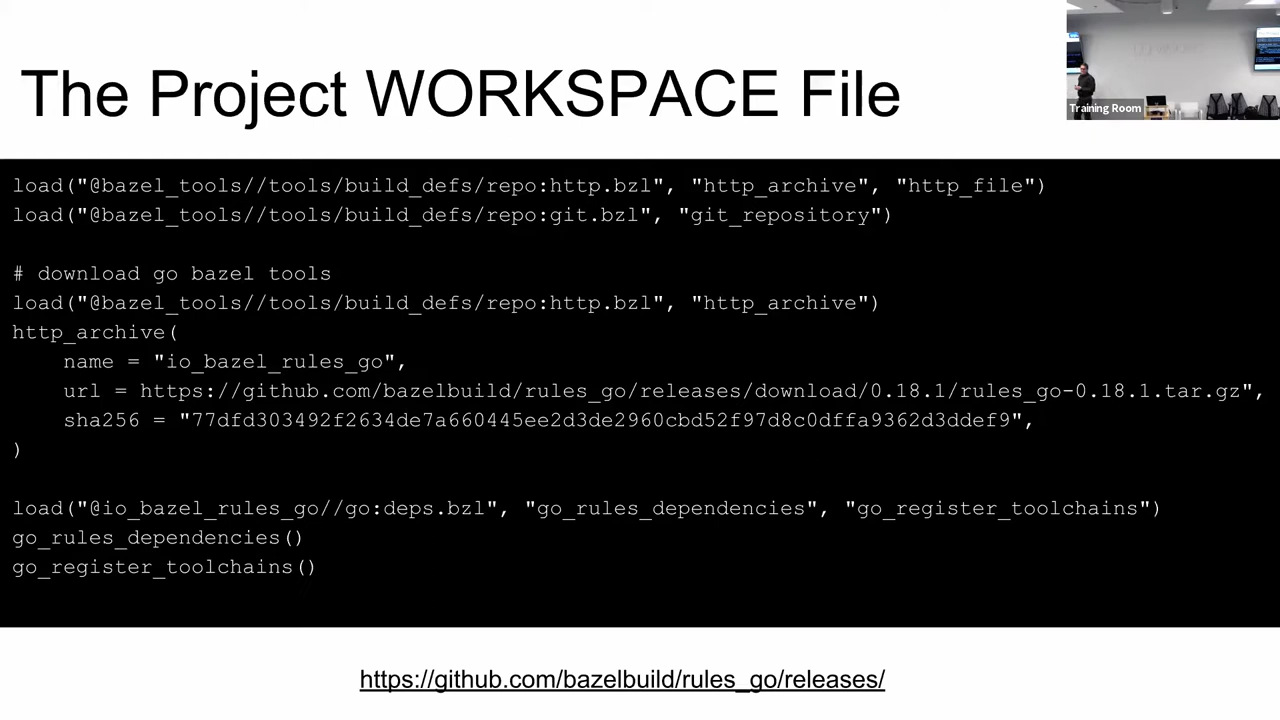 The Project WORKSPACE File
Training Room
load("@bazel_tools//tools/build_defs/repo:http.bzl", "http_archive", "http_file")
load("@bazel_tools//tools/build_defs/repo:git.bzl", "git_repository")
# download go bazel tools
load("@bazel_tools//tools/build_defs/repo:http.bzl", "http_archive")
http_archive(
    name = "io_bazel_rules_go",
    url = https://github.com/bazelbuild/rules_go/releases/download/0.18.1/rules_go-0.18.1.tar.gz",
    sha256 = "77dfd303492f2634de7a660445ee2d3de2960cbd52f97d8c0dffa9362d3ddef9",
)
load("@io_bazel_rules_go//go:deps.bzl", "go_rules_dependencies", "go_register_toolchains")
go_rules_dependencies()
go_register_toolchains()
https://github.com/bazelbuild/rules_go/releases/